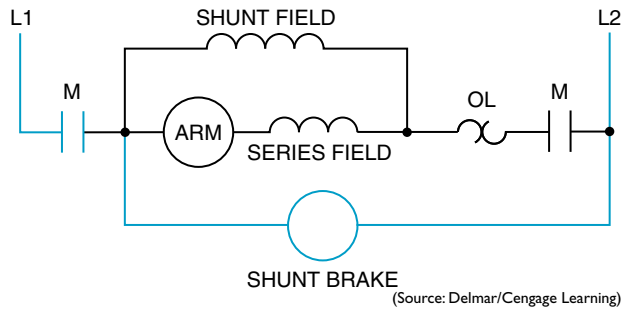 L1
SHUNT FIELD
L2
M
OL
M
ARM
SERIES FIELD
SHUNT BRAKE
(Source: Delmar/Cengage Learning)